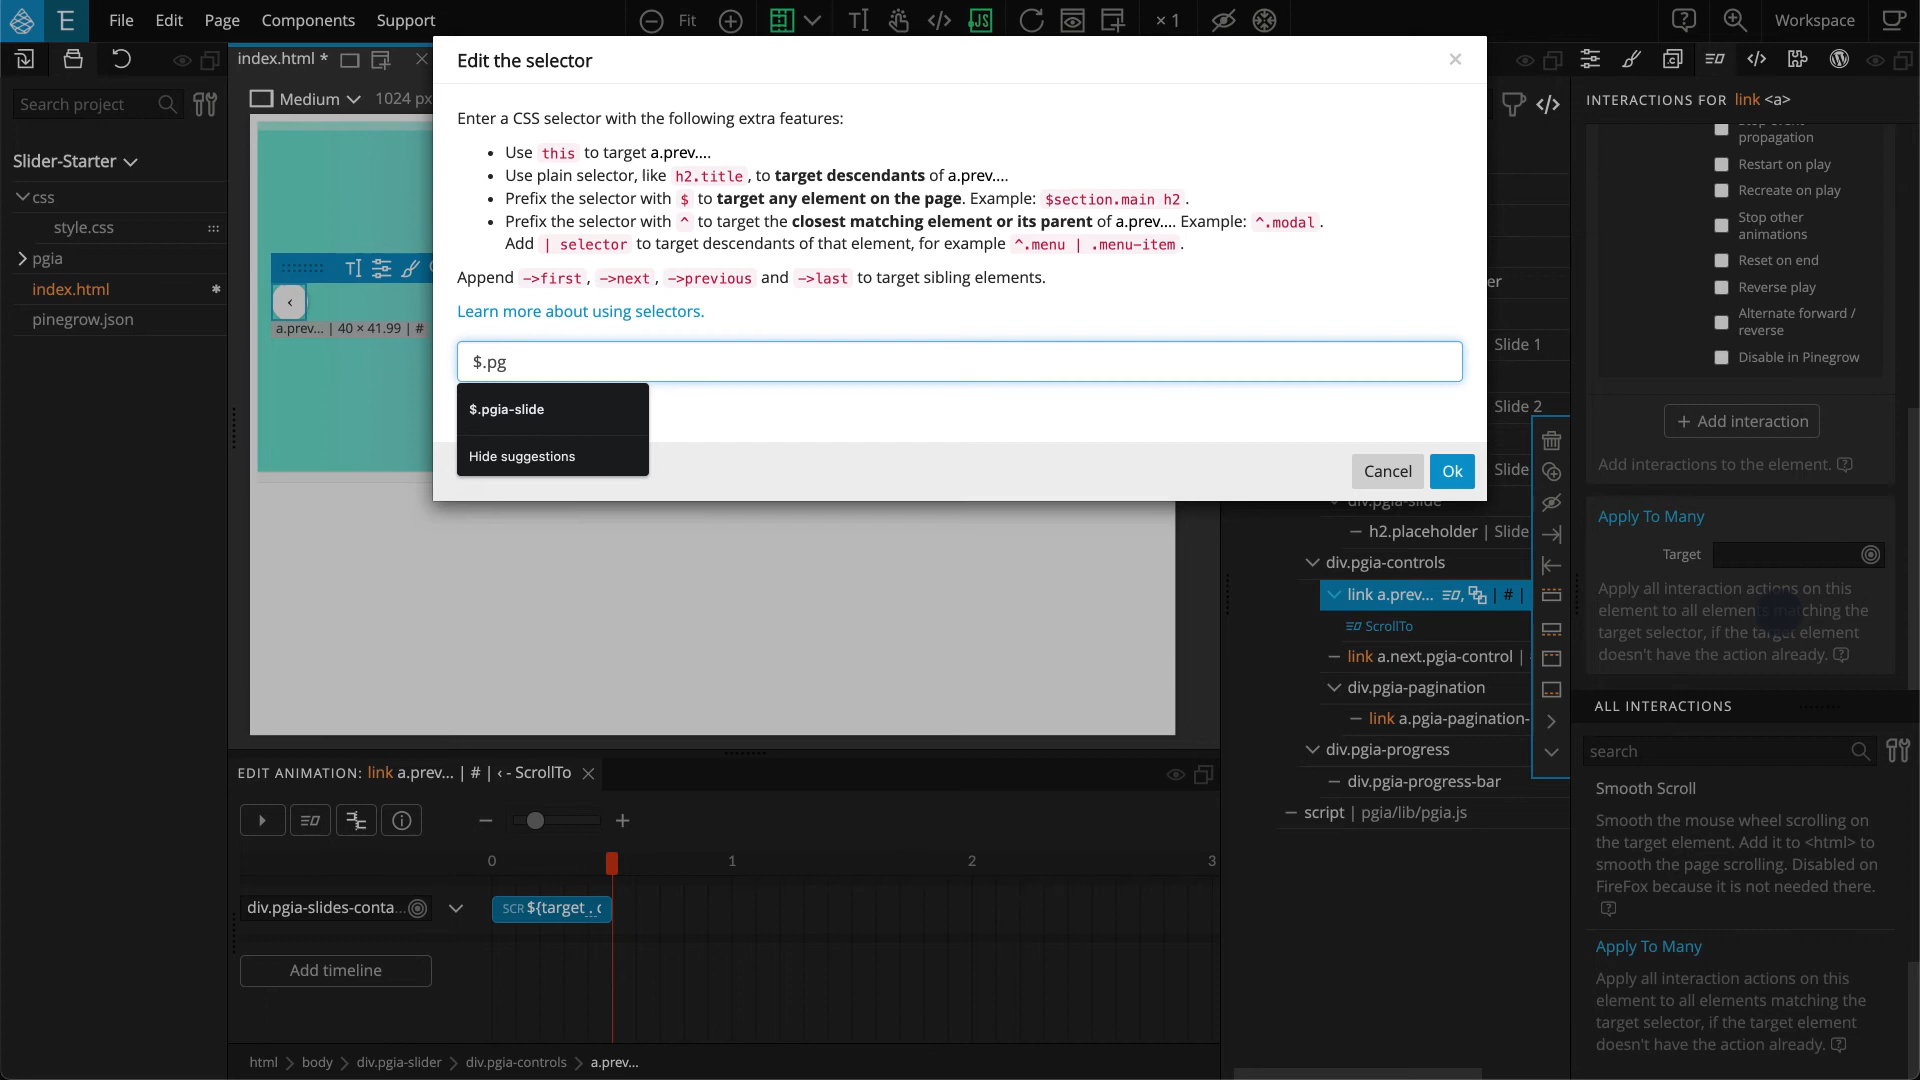 File Edit Page Components Support
Fit
× 1
Workspace
index.html *
Edit the selector
Search project
Medium 1024 px
Slider-Starter
css
style.css
pgia
index.html
pinegrow.json
a.prev... | 40 × 41.99 | #
Enter a CSS selector with the following extra features:
Use this to target a.prev....
Use plain selector, like h2.title, to target descendants of a.prev....
Prefix the selector with $ to target any element on the page. Example: $section.main h2.
Prefix the selector with ^ to target the closest matching element or its parent of a.prev.... Example: ^.modal.
Add | selector to target descendants of that element, for example ^.menu | .menu-item.
Append ->first, ->next, ->previous and ->last to target sibling elements.
Learn more about using selectors.
$.pg
$.pgia-slide
Hide suggestions
Cancel
Ok
er
Slide 1
Slide 2
Slide
div.pgia-slide
h2.placeholder | Slide
div.pgia-controls
link a.prev... | # |
ScrollTo
link a.next.pgia-control |
div.pgia-pagination
link a.pgia-pagination-
div.pgia-progress
div.pgia-progress-bar
script | pgia/lib/pgia.js
INTERACTIONS FOR link <a>
Stop event
propagation
Restart on play
Recreate on play
Stop other
animations
Reset on end
Reverse play
Alternate forward /
reverse
Disable in Pinegrow
+ Add interaction
Add interactions to the element.
Apply To Many
Target
Apply all interaction actions on this
element to all elements matching the
target selector, if the target element
doesn't have the action already.
ALL INTERACTIONS
search
Smooth Scroll
Smooth the mouse wheel scrolling on
the target element. Add it to <html> to
smooth the page scrolling. Disabled on
FireFox because it is not needed there.
Apply To Many
Apply all interaction actions on this
element to all elements matching the
target selector, if the target element
doesn't have the action already.
EDIT ANIMATION: link a.prev... | # | ‹ - ScrollTo
0 1 2 3
div.pgia-slides-conta...
SCR ${target . c
Add timeline
html body div.pgia-slider div.pgia-controls a.prev...